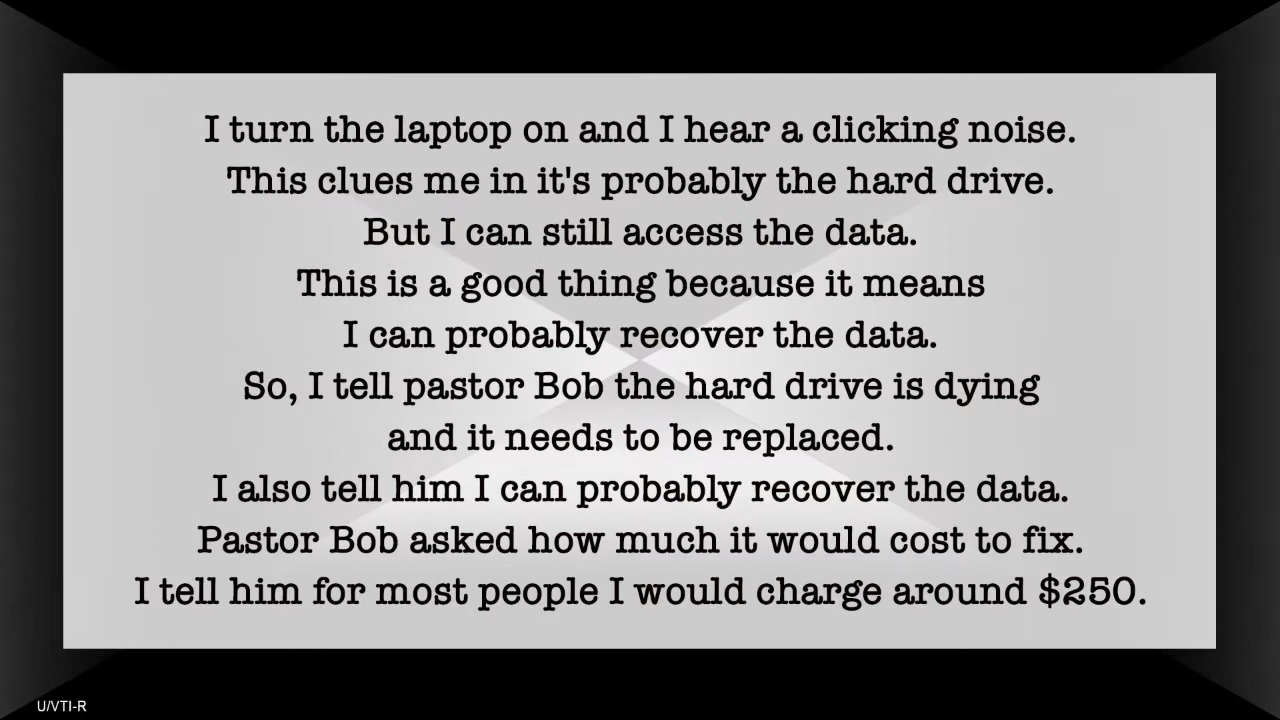 I turn the laptop on and I hear a clicking noise.
This clues me in it's probably the hard drive.
But I can still access the data.
This is a good thing because it means
I can probably recover the data.
So, I tell pastor Bob the hard drive is dying
and it needs to be replaced.
I also tell him I can probably recover the data.
Pastor Bob asked how much it would cost to fix.
I tell him for most people I would charge around $250.
U/VTI-R